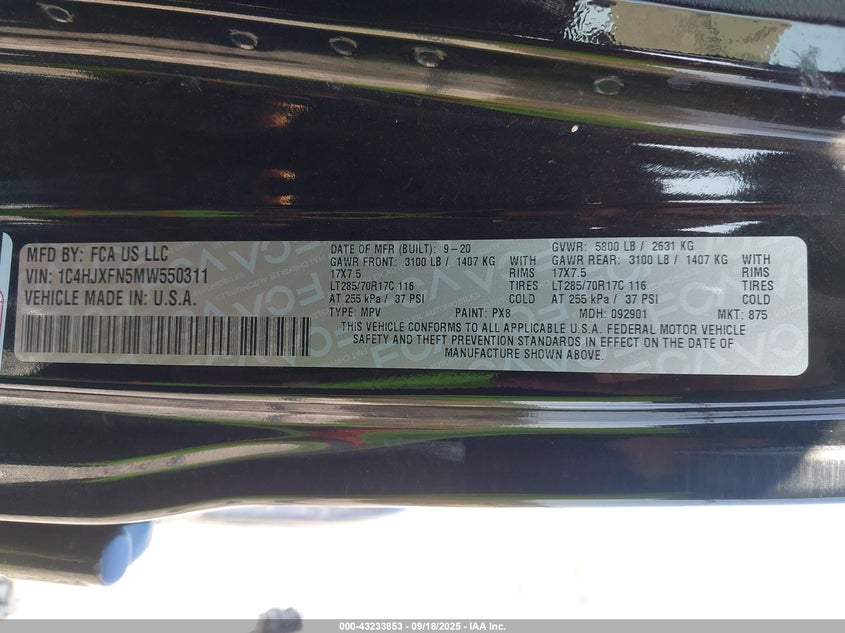 MFD BY: FCA US LLC
VIN: 1C4HJXFN5MW550311
VEHICLE MADE IN U.S.A.
DATE OF MFR (BUILT): 9-20
GVWR: 5800 LB / 2631 KG
GAWR FRONT: 3100 LB / 1407 KG WITH
GAWR REAR: 3100 LB / 1407 KG WITH
17X7.5 RIMS
17X7.5 RIMS
LT285/70R17C 116 TIRES
LT285/70R17C 116 TIRES
AT 255 kPa / 37 PSI COLD
AT 255 kPa / 37 PSI COLD
TYPE: MPV PAINT: PX8 MDH: 092901 MKT: 875
THIS VEHICLE CONFORMS TO ALL APPLICABLE U.S.A. FEDERAL MOTOR VEHICLE
SAFETY AND THEFT PREVENTION STANDARDS IN EFFECT ON THE DATE OF
MANUFACTURE SHOWN ABOVE.
000-43233853 - 09/18/2025 - IAA Inc.